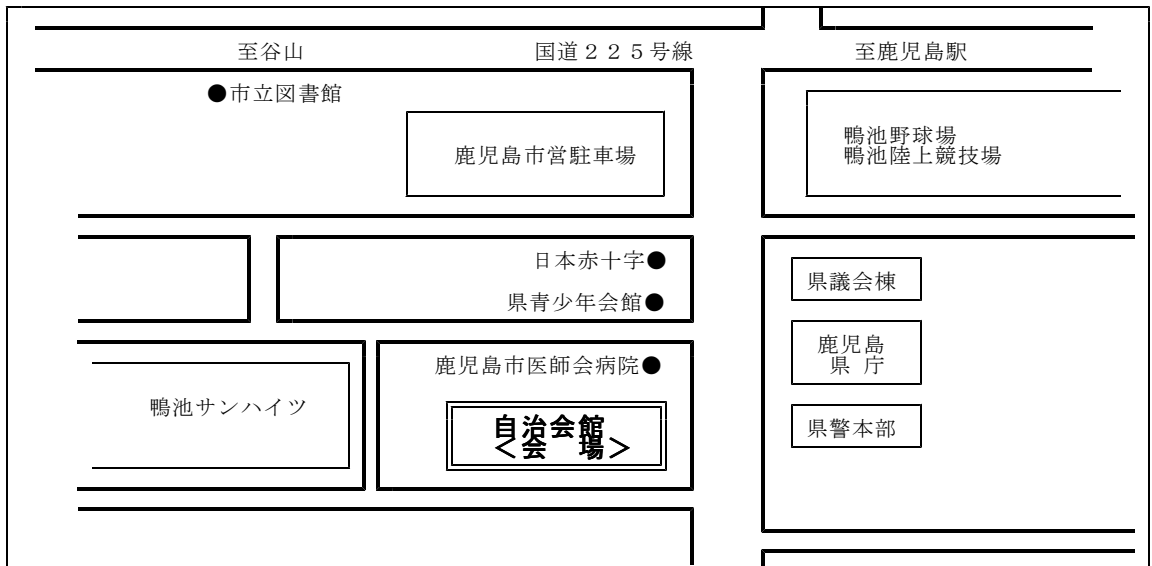 至谷山
国道２２５号線
至鹿児島駅
●市立図書館
鹿児島市営駐車場
鴨池野球場
鴨池陸上競技場
日本赤十字●
県青少年会館●
県議会棟
鹿児島
県 庁
鹿児島市医師会病院●
鴨池サンハイツ
自治会館
＜会　場＞
県警本部